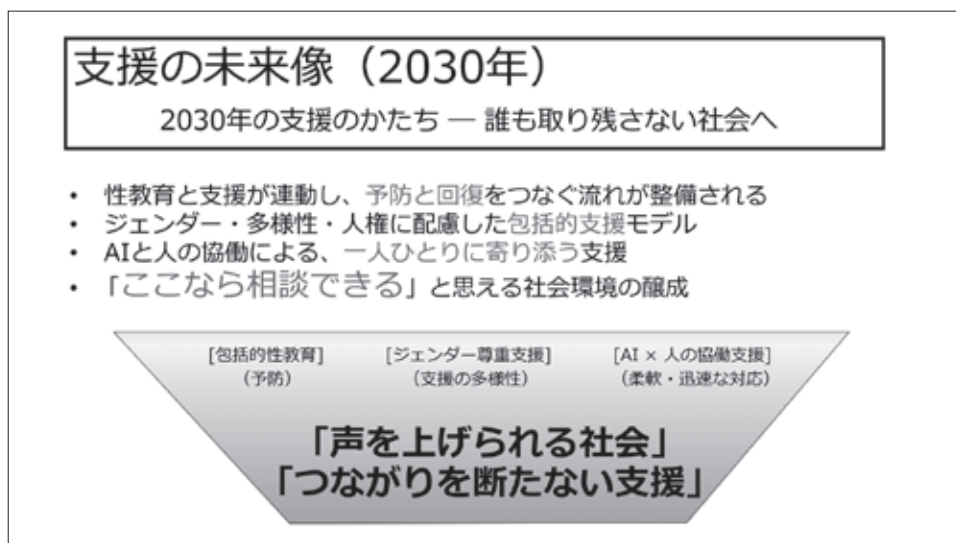 支援の未来像（2030年）
2030年の支援のかたち ― 誰も取り残さない社会へ
• 性教育と支援が連動し、予防と回復をつなぐ流れが整備される
• ジェンダー・多様性・人権に配慮した包括的支援モデル
• AIと人の協働による、一人ひとりに寄り添う支援
• 「ここなら相談できる」と思える社会環境の醸成
[包括的性教育] [ジェンダー尊重支援] [AI × 人の協働支援]
（予防） （支援の多様性） （柔軟・迅速な対応）
「声を上げられる社会」
「つながりを断たない支援」